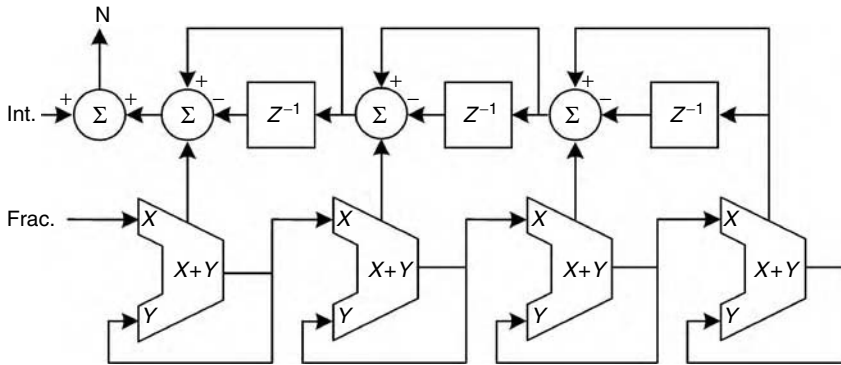 N
+ + +
+ + − + − + −
Int. Σ Σ Z⁻¹ Σ Z⁻¹ Σ Z⁻¹
Frac. X X X X
X+Y X+Y X+Y X+Y
Y Y Y Y